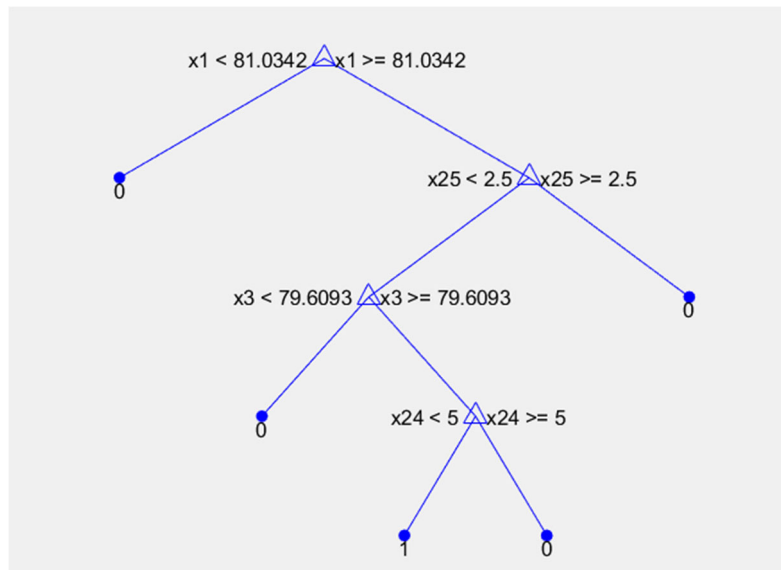 x1 < 81.0342 x1 >= 81.0342
x25 < 2.5 x25 >= 2.5
0
x3 < 79.6093 x3 >= 79.6093
0
x24 < 5 x24 >= 5
0
1 0